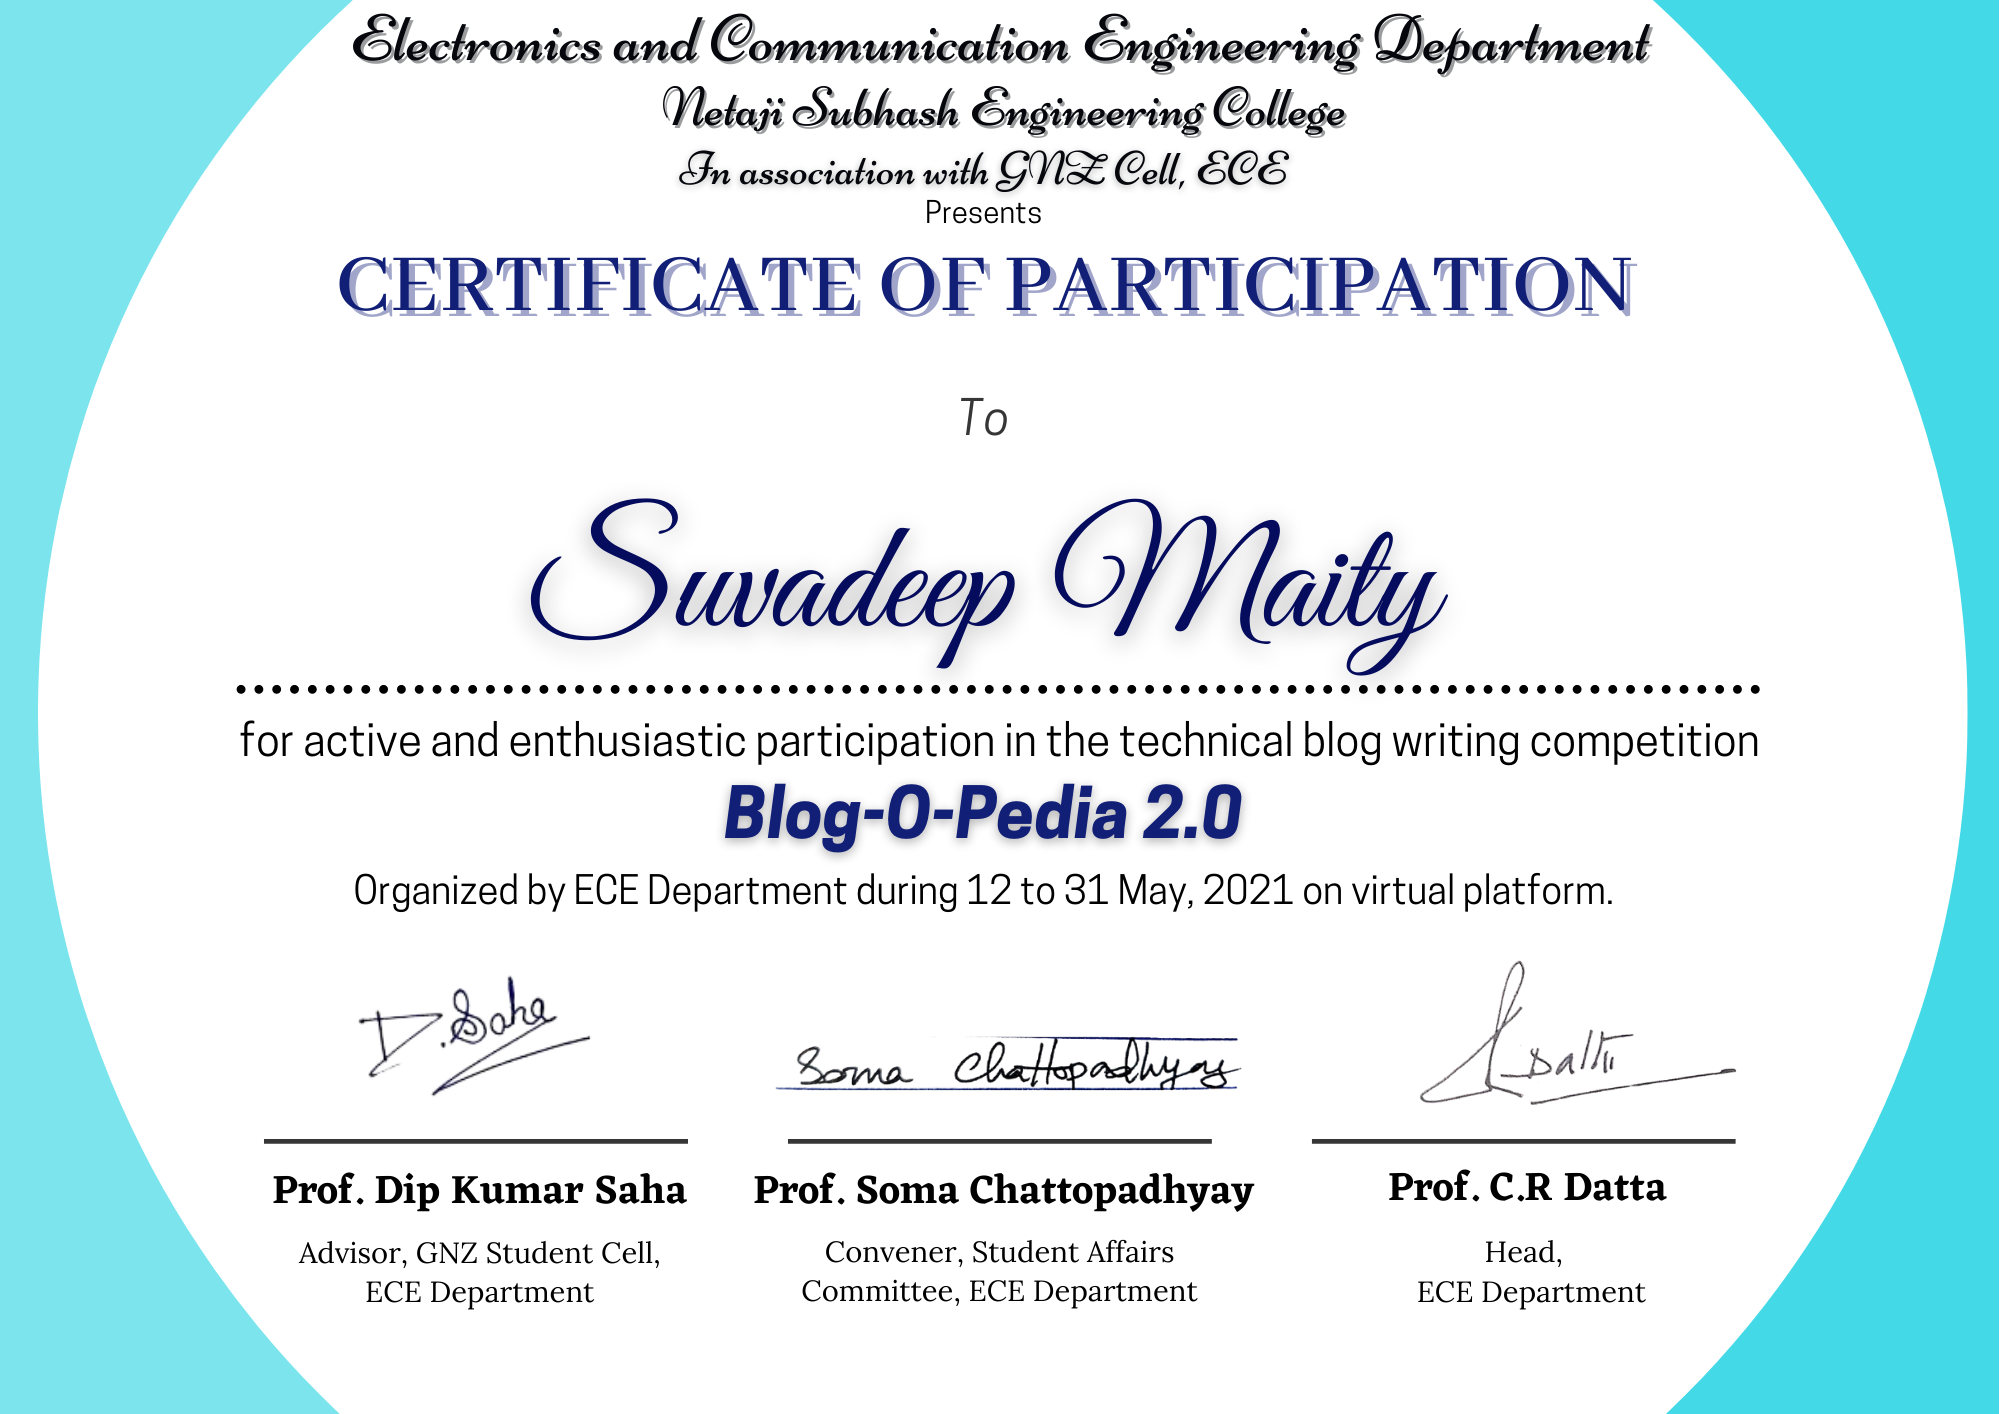 Electronics and Communication Engineering Department
Netaji Subhash Engineering College
In association with GNZ Cell, ECE
Presents
CERTIFICATE OF PARTICIPATION
To
Suvadeep Maity
for active and enthusiastic participation in the technical blog writing competition
Blog-O-Pedia 2.0
Organized by ECE Department during 12 to 31 May, 2021 on virtual platform.
D. Saha
Soma Chattopadhyay
Datta
Prof. Dip Kumar Saha
Prof. Soma Chattopadhyay
Prof. C.R Datta
Advisor, GNZ Student Cell,
ECE Department
Convener, Student Affairs
Committee, ECE Department
Head,
ECE Department